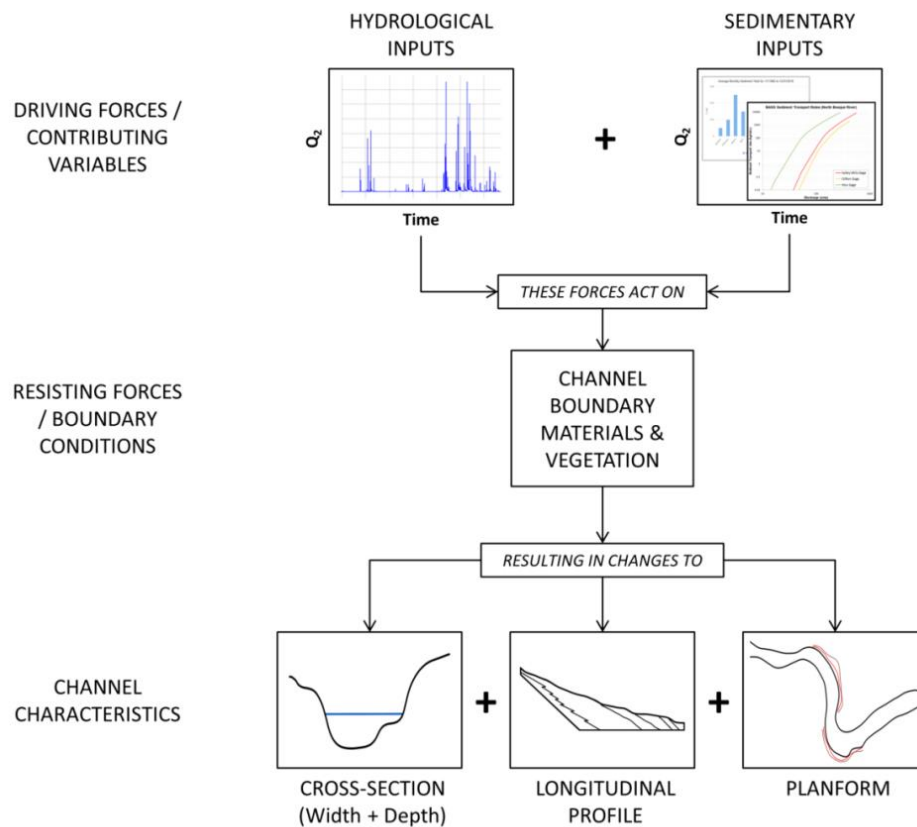 HYDROLOGICAL
INPUTS
SEDIMENTARY
INPUTS
DRIVING FORCES /
CONTRIBUTING
VARIABLES
Q2
+
Q2
Time
Time
THESE FORCES ACT ON
RESISTING FORCES
/ BOUNDARY
CONDITIONS
CHANNEL
BOUNDARY
MATERIALS &
VEGETATION
RESULTING IN CHANGES TO
CHANNEL
CHARACTERISTICS
+
+
CROSS-SECTION
(Width + Depth)
LONGITUDINAL
PROFILE
PLANFORM